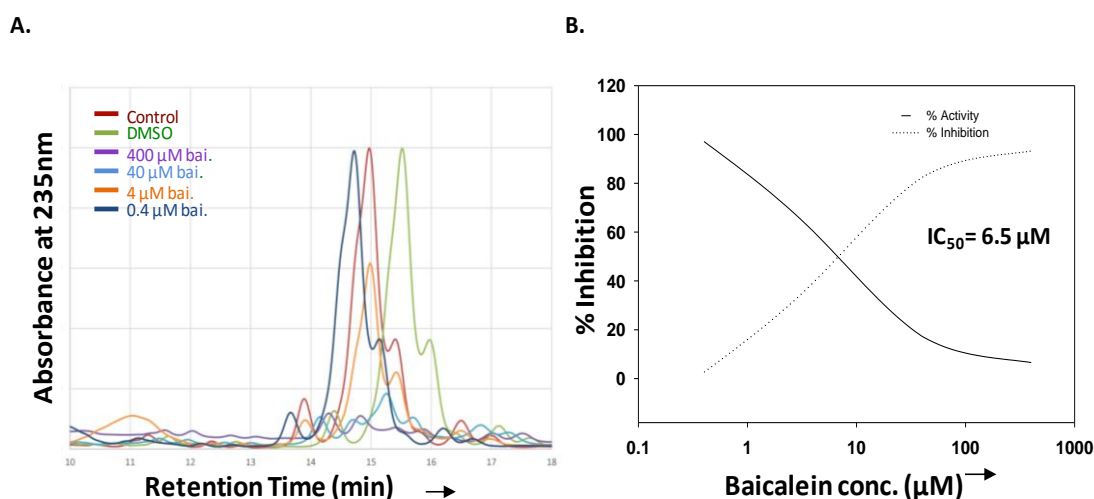 A.
Control
DMSO
400 µM bai.
40 µM bai.
4 µM bai.
0.4 µM bai.
Absorbance at 235nm
10 11 12 13 14 15 16 17 18
Retention Time (min) →
B.
120
100
80
60
40
20
0
% Inhibition
% Activity
% Inhibition
IC50= 6.5 µM
0.1 1 10 100 1000
Baicalein conc. (µM) →